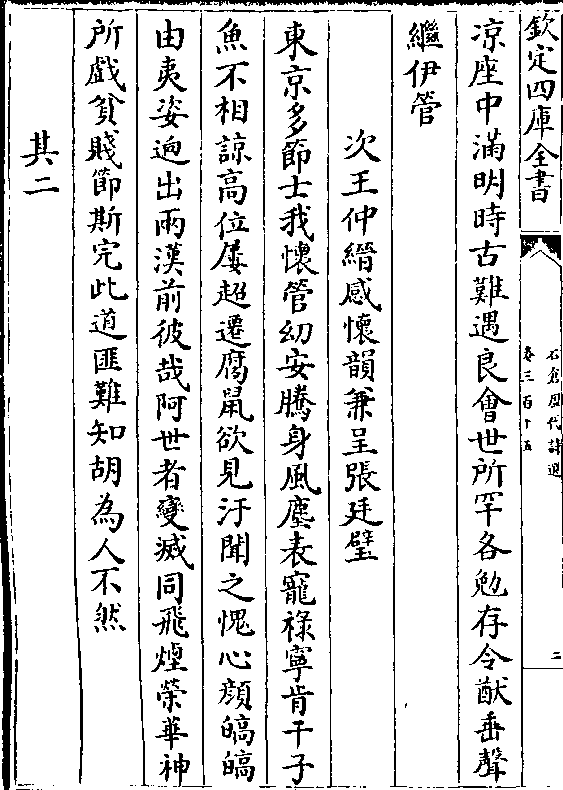 欽定四庫全書
石倉歷代詩選
卷三百十五
二
涼座中滿明時古難遇良會世所罕各勉存令猷垂聲
繼伊管
次王仲縉感懷韻兼呈張廷璧
東京多節士我懷管幼安騰身風塵表寵祿寧肯干子
魚不相諒高位屢超遷腐鼠欲見汙聞之愧心顏皜皜
由夷姿逈出兩漢前彼哉阿世者變滅同飛煙榮華神
所戲貧賤節斯完此道匪難知胡為人不然
其二